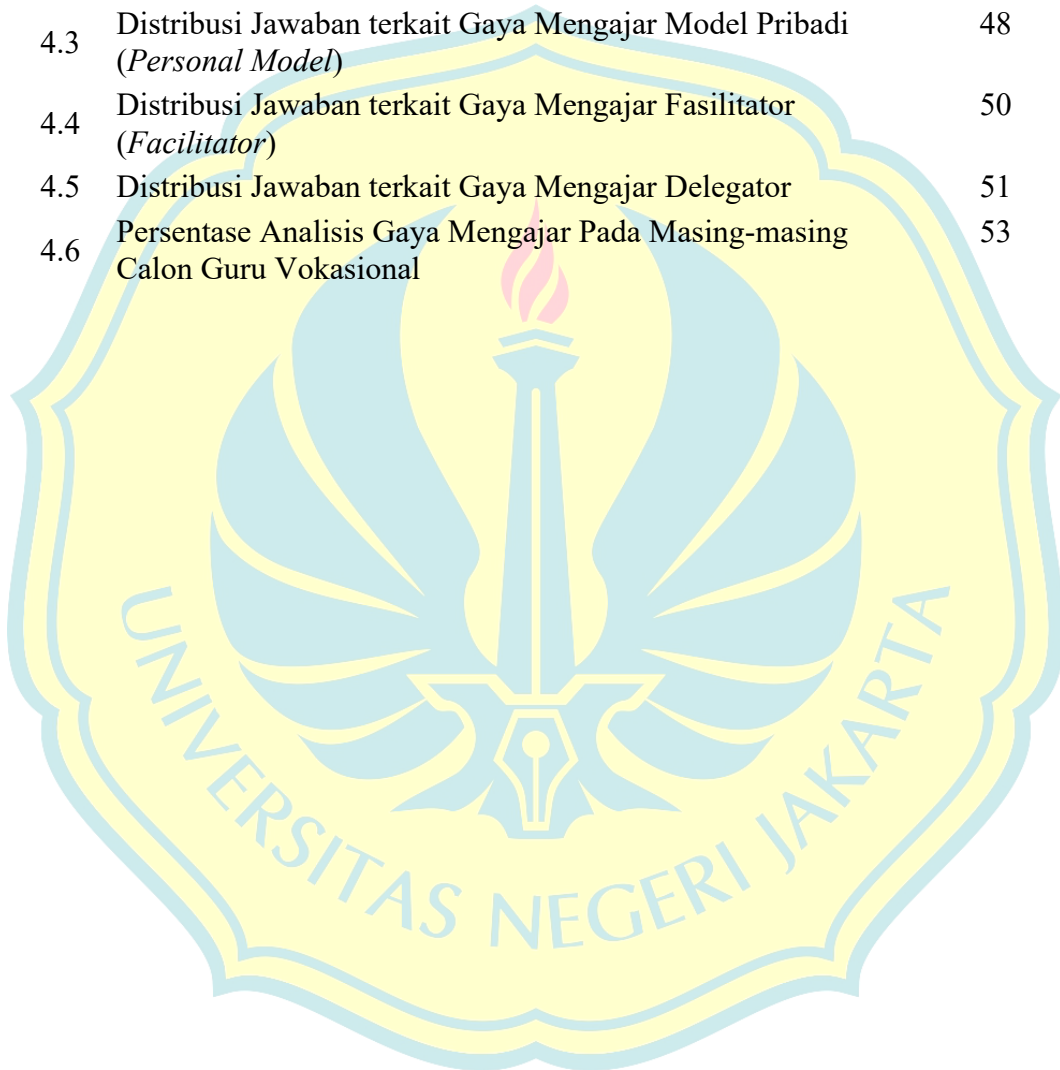 4.3 Distribusi Jawaban terkait Gaya Mengajar Model Pribadi 48
(Personal Model)
4.4 Distribusi Jawaban terkait Gaya Mengajar Fasilitator 50
(Facilitator)
4.5 Distribusi Jawaban terkait Gaya Mengajar Delegator 51
4.6 Persentase Analisis Gaya Mengajar Pada Masing-masing 53
Calon Guru Vokasional
UNIVERSITAS NEGERI JAKARTA